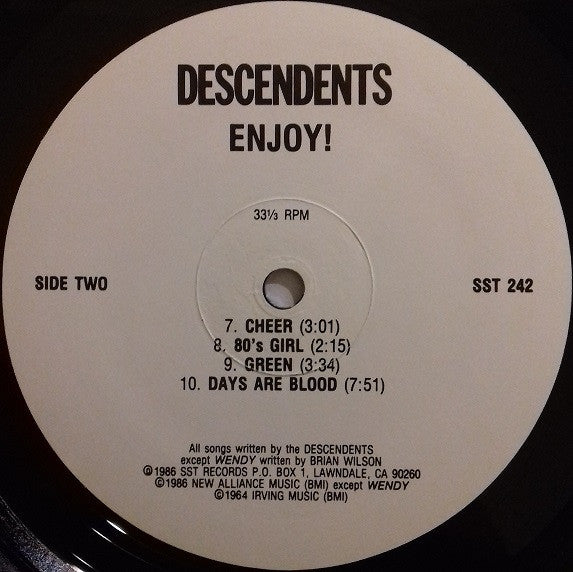 DESCENDENTS
ENJOY!
33⅓ RPM
SIDE TWO
SST 242
7. CHEER (3:01)
8. 80's GIRL (2:15)
9. GREEN (3:34)
10. DAYS ARE BLOOD (7:51)
All songs written by the DESCENDENTS
except WENDY written by BRIAN WILSON
℗1986 SST RECORDS P.O. BOX 1, LAWNDALE, CA 90260
©1986 NEW ALLIANCE MUSIC (BMI) except WENDY
©1964 IRVING MUSIC (BMI)